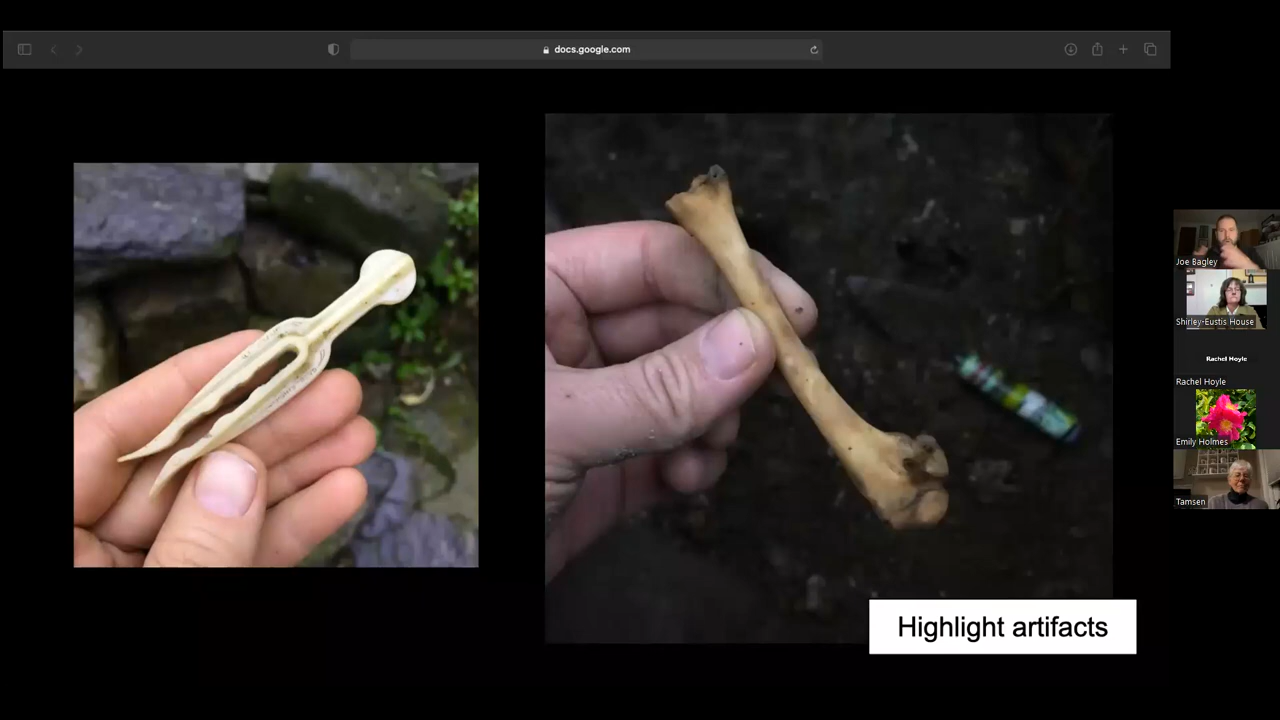 docs.google.com
Highlight artifacts
Joe Bagley
Shirley-Eustis House
Rachel Hoyle
Rachel Hoyle
Emily Holmes
Tamsen